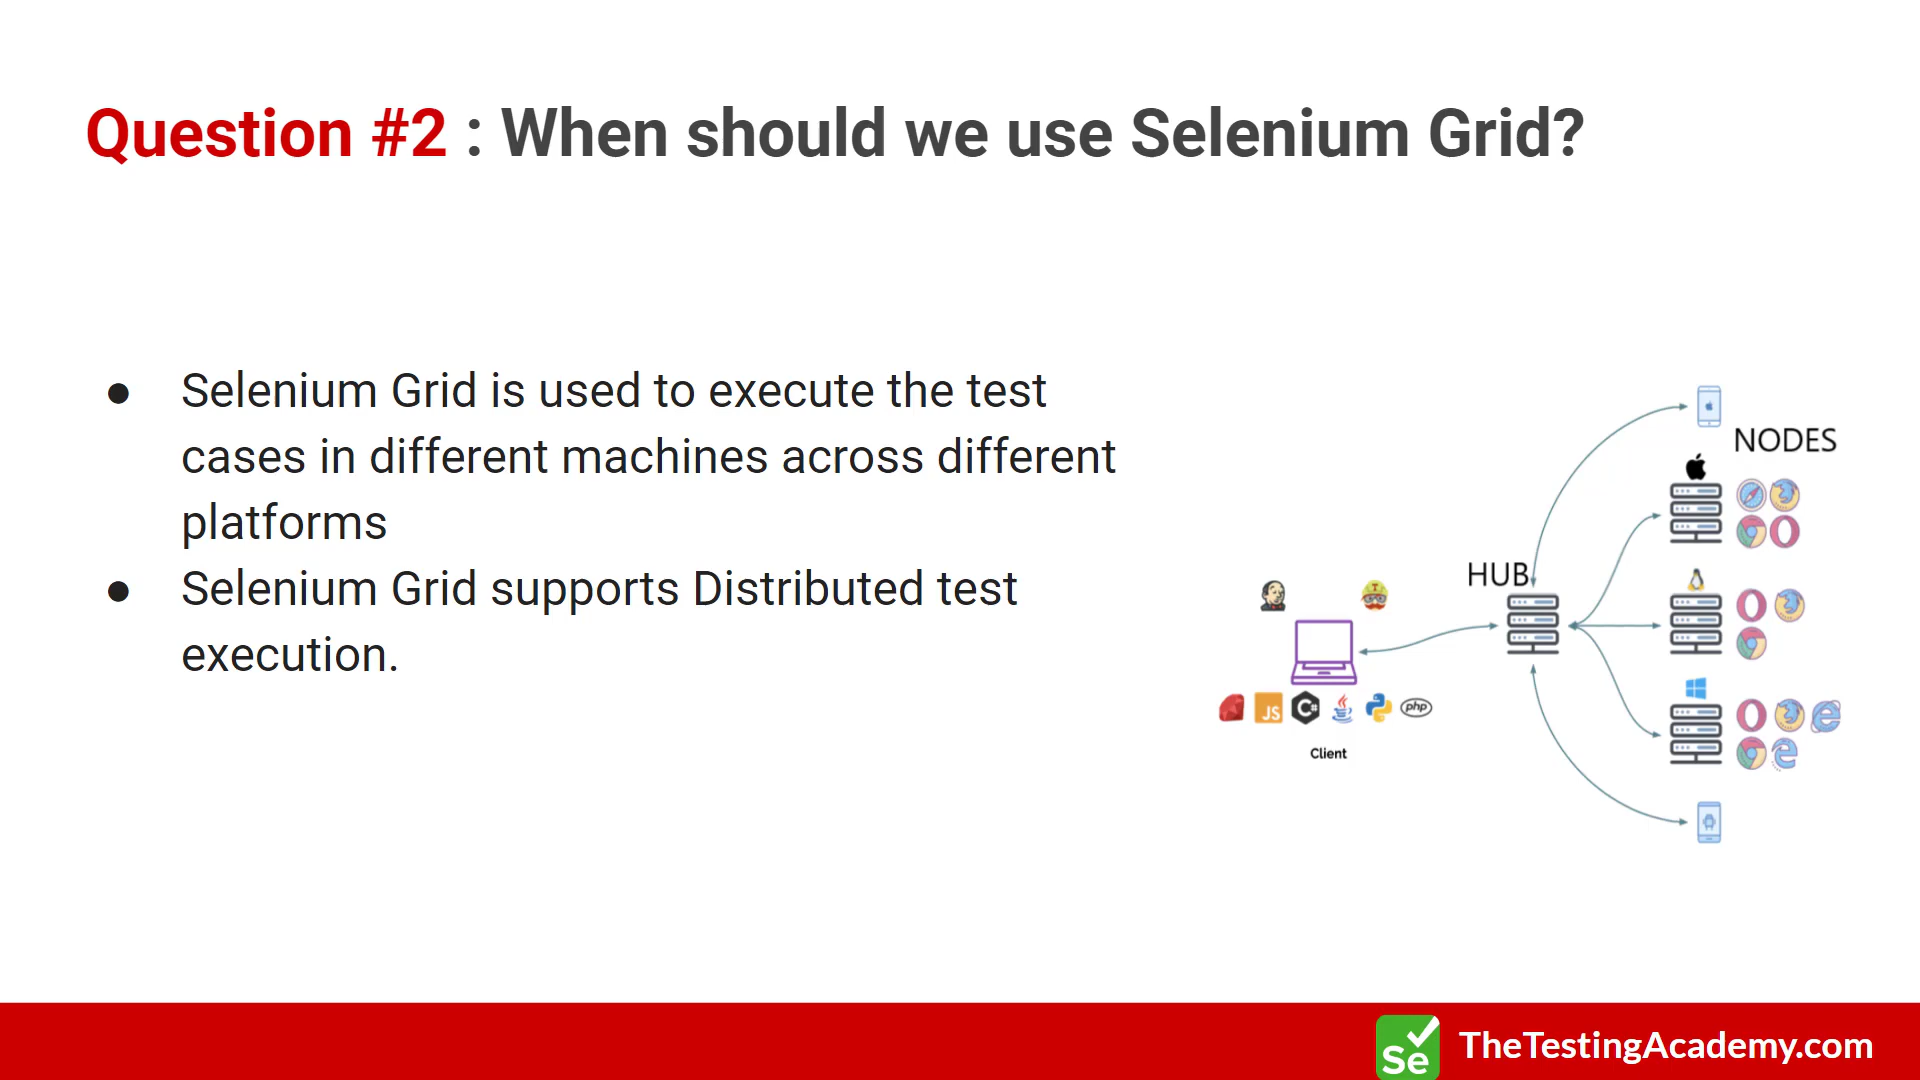 Question #2 : When should we use Selenium Grid?
● Selenium Grid is used to execute the test
cases in different machines across different
platforms
● Selenium Grid supports Distributed test
execution.
NODES
HUB
JS
C#
php
Client
Se
TheTestingAcademy.com